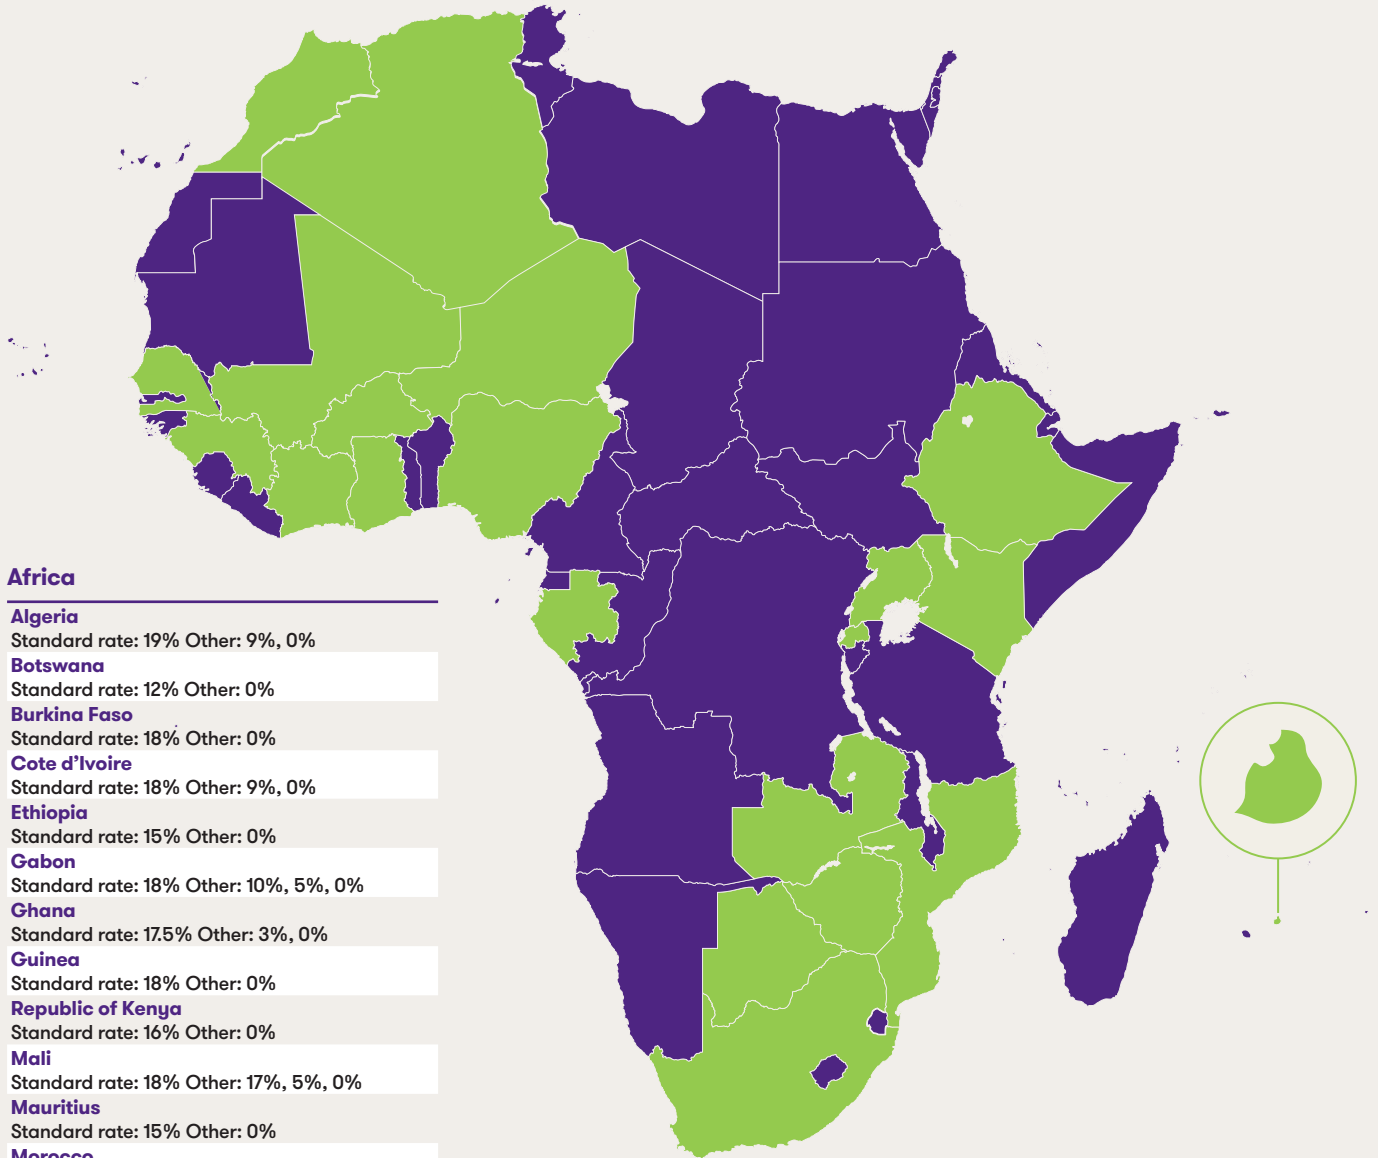 Africa
Algeria
Standard rate: 19% Other: 9%, 0%
Botswana
Standard rate: 12% Other: 0%
Burkina Faso
Standard rate: 18% Other: 0%
Cote d’Ivoire
Standard rate: 18% Other: 9%, 0%
Ethiopia
Standard rate: 15% Other: 0%
Gabon
Standard rate: 18% Other: 10%, 5%, 0%
Ghana
Standard rate: 17.5% Other: 3%, 0%
Guinea
Standard rate: 18% Other: 0%
Republic of Kenya
Standard rate: 16% Other: 0%
Mali
Standard rate: 18% Other: 17%, 5%, 0%
Mauritius
Standard rate: 15% Other: 0%
Morocco